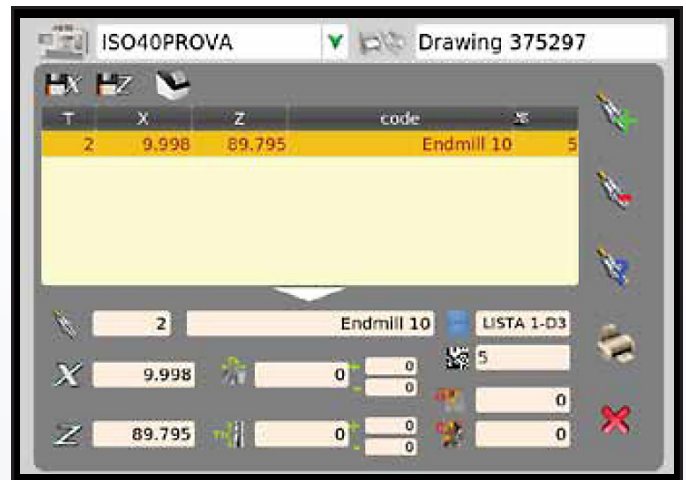 ISO40PROVA Drawing 375297
X Z
T X Z code
2 9.998 89.795 Endmill 10 5
2 Endmill 10 LISTA 1-D3
5
X 9.998 0 + 0
- 0
0
Z 89.795 0 + 0
- 0
0